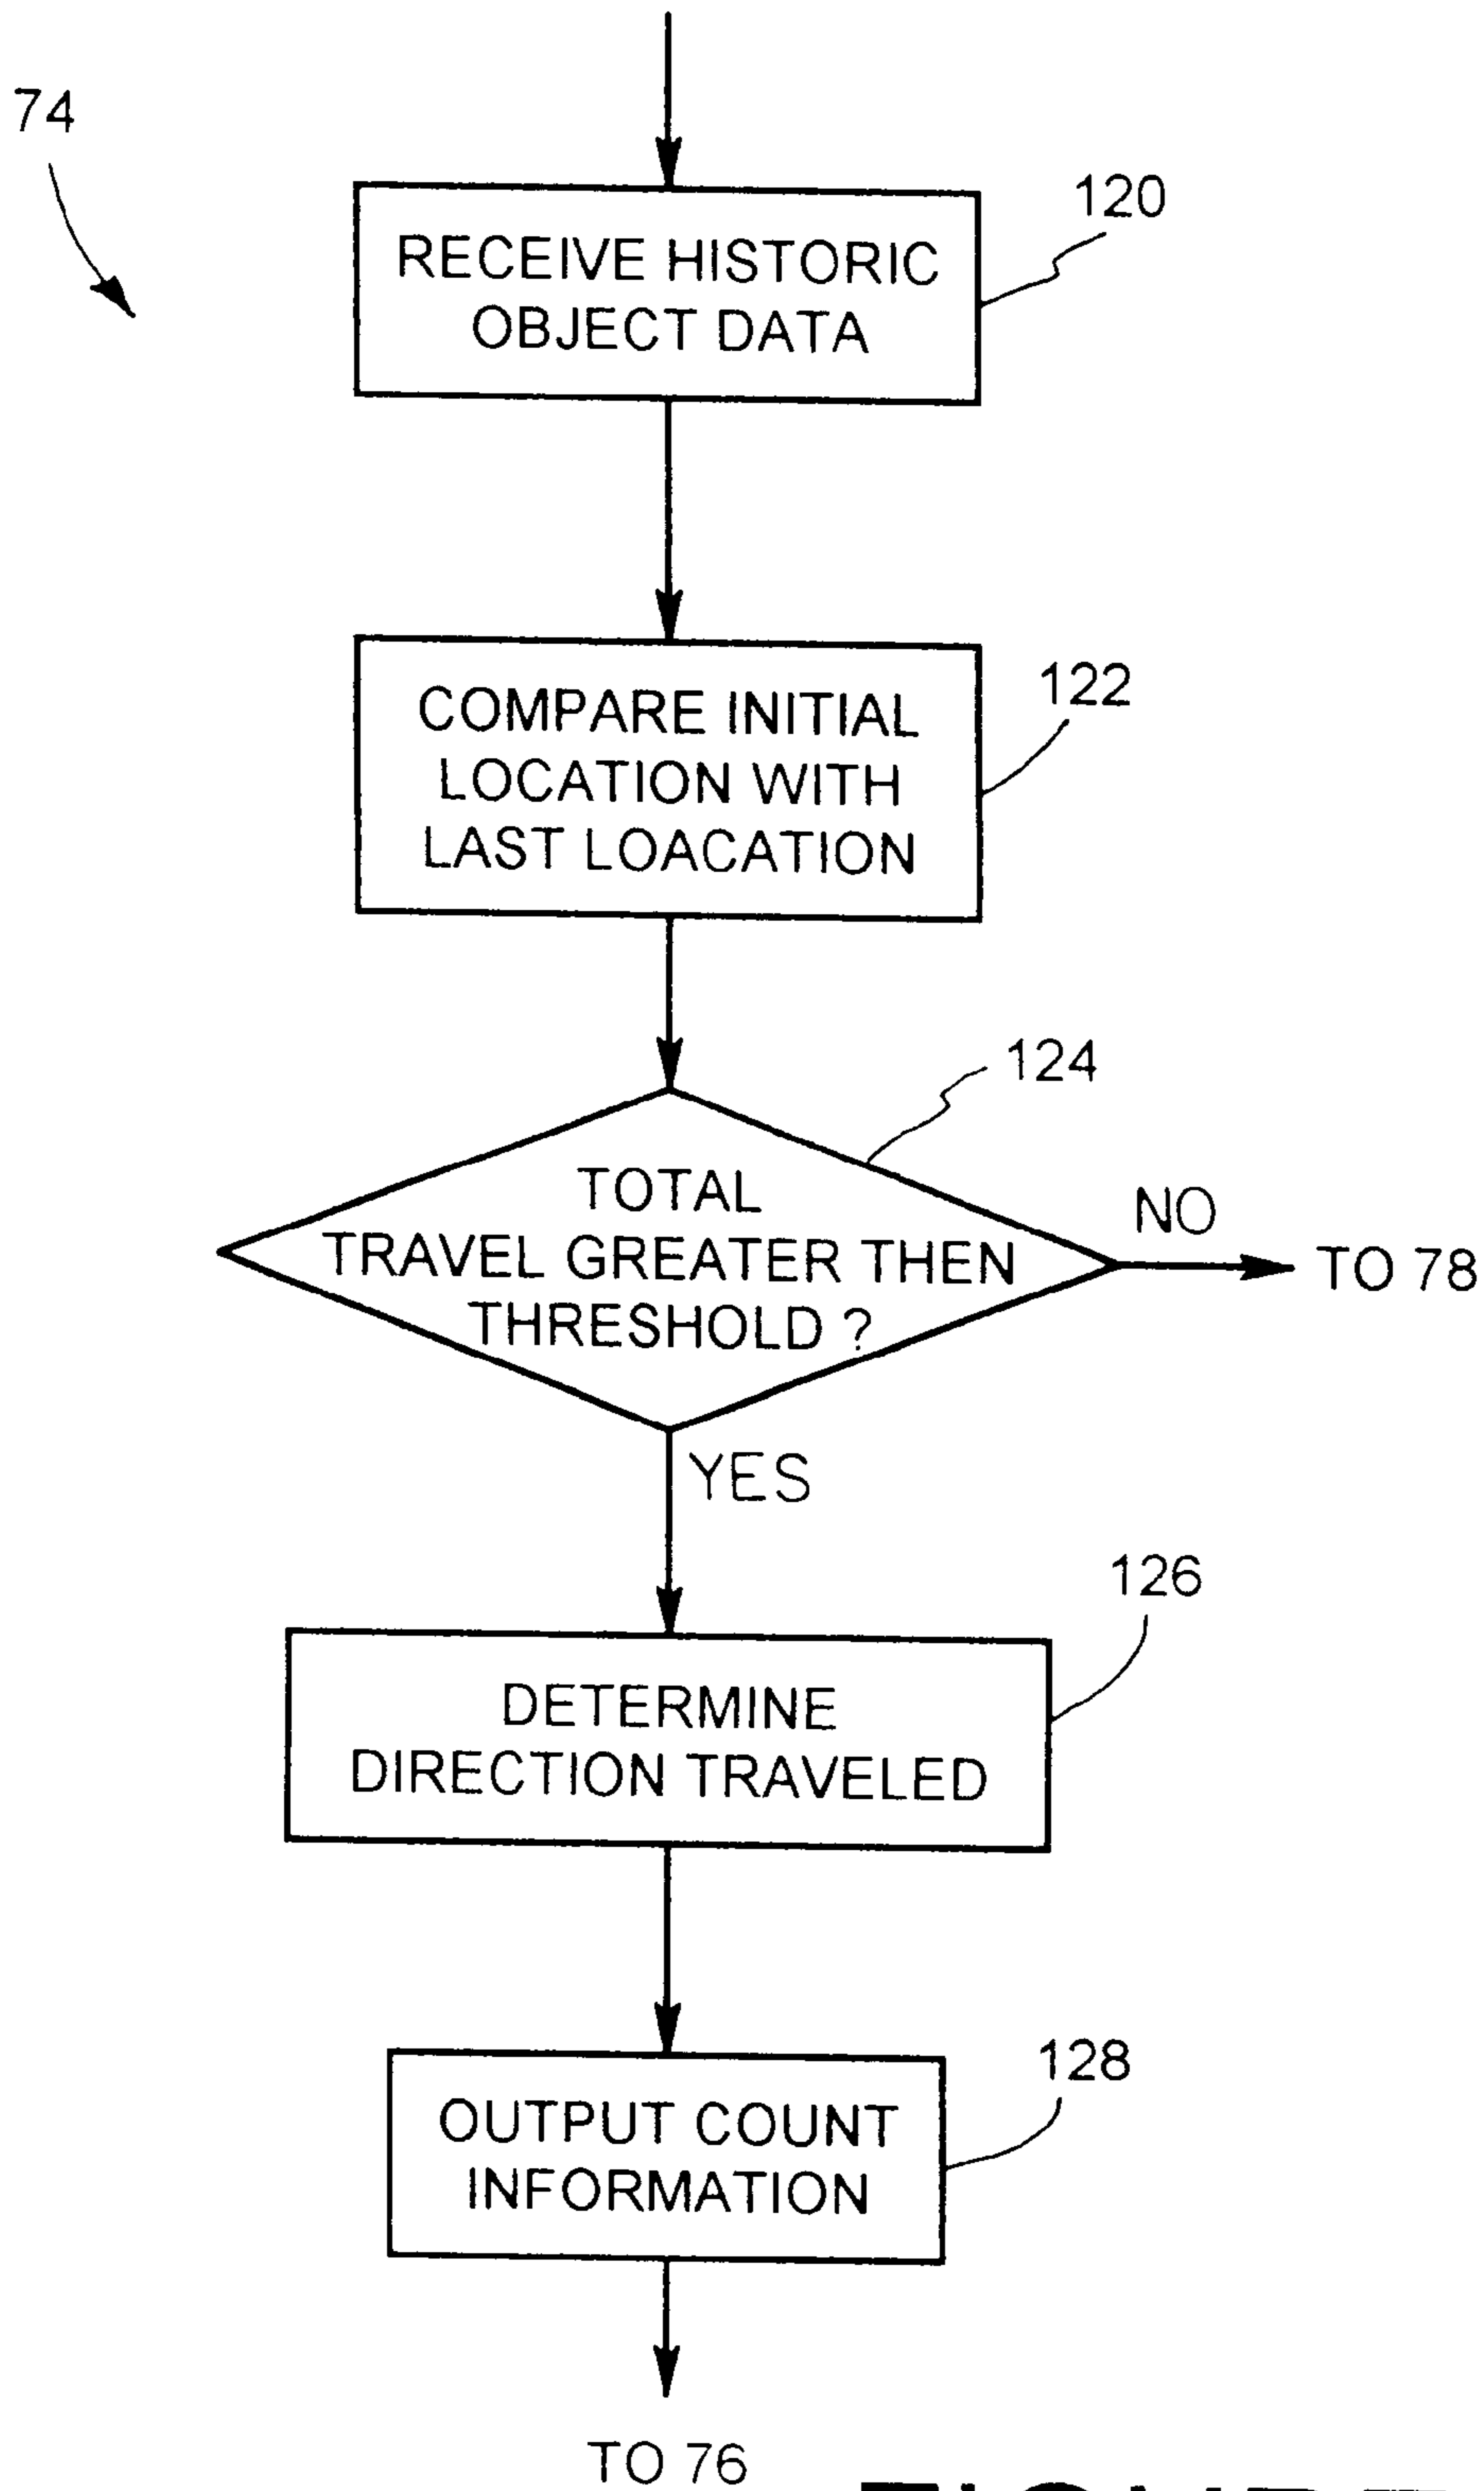 74
120
RECEIVE HISTORIC
OBJECT DATA
122
COMPARE INITIAL
LOCATION WITH
LAST LOACATION
124
TOTAL
TRAVEL GREATER THEN
THRESHOLD ?
NO
TO 78
YES
126
DETERMINE
DIRECTION TRAVELED
128
OUTPUT COUNT
INFORMATION
TO 76